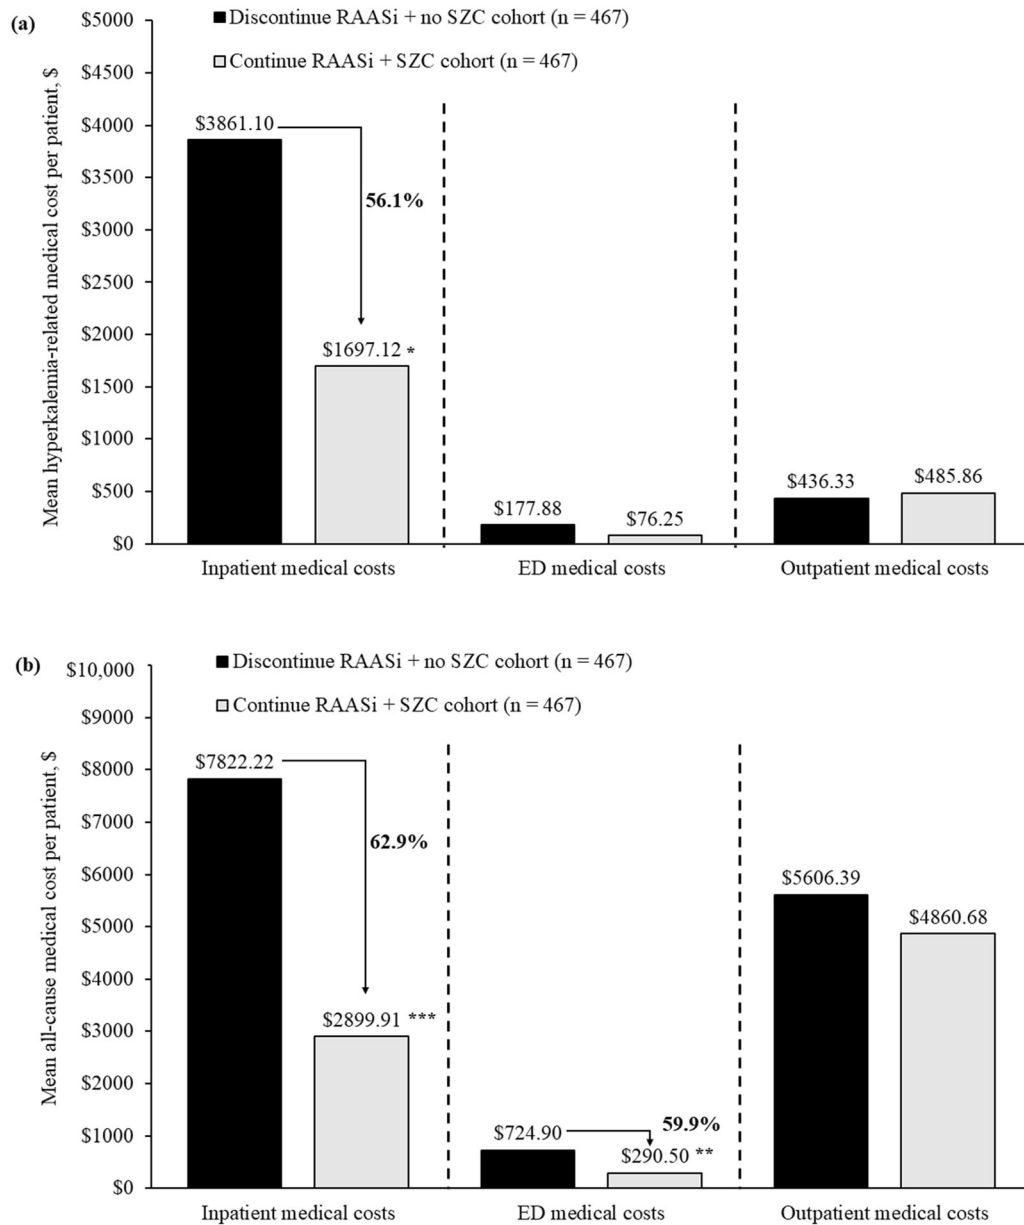 (a)
Mean hyperkalemia-related medical cost per patient, $
$5000
$4500
$4000
$3500
$3000
$2500
$2000
$1500
$1000
$500
$0
Discontinue RAASi + no SZC cohort (n = 467)
Continue RAASi + SZC cohort (n = 467)
$3861.10
56.1%
$1697.12 *
$177.88
$76.25
$436.33
$485.86
Inpatient medical costs
ED medical costs
Outpatient medical costs
(b)
Mean all-cause medical cost per patient, $
$10,000
$9000
$8000
$7000
$6000
$5000
$4000
$3000
$2000
$1000
$0
Discontinue RAASi + no SZC cohort (n = 467)
Continue RAASi + SZC cohort (n = 467)
$7822.22
62.9%
$2899.91 ***
$724.90
59.9%
$290.50 **
$5606.39
$4860.68
Inpatient medical costs
ED medical costs
Outpatient medical costs